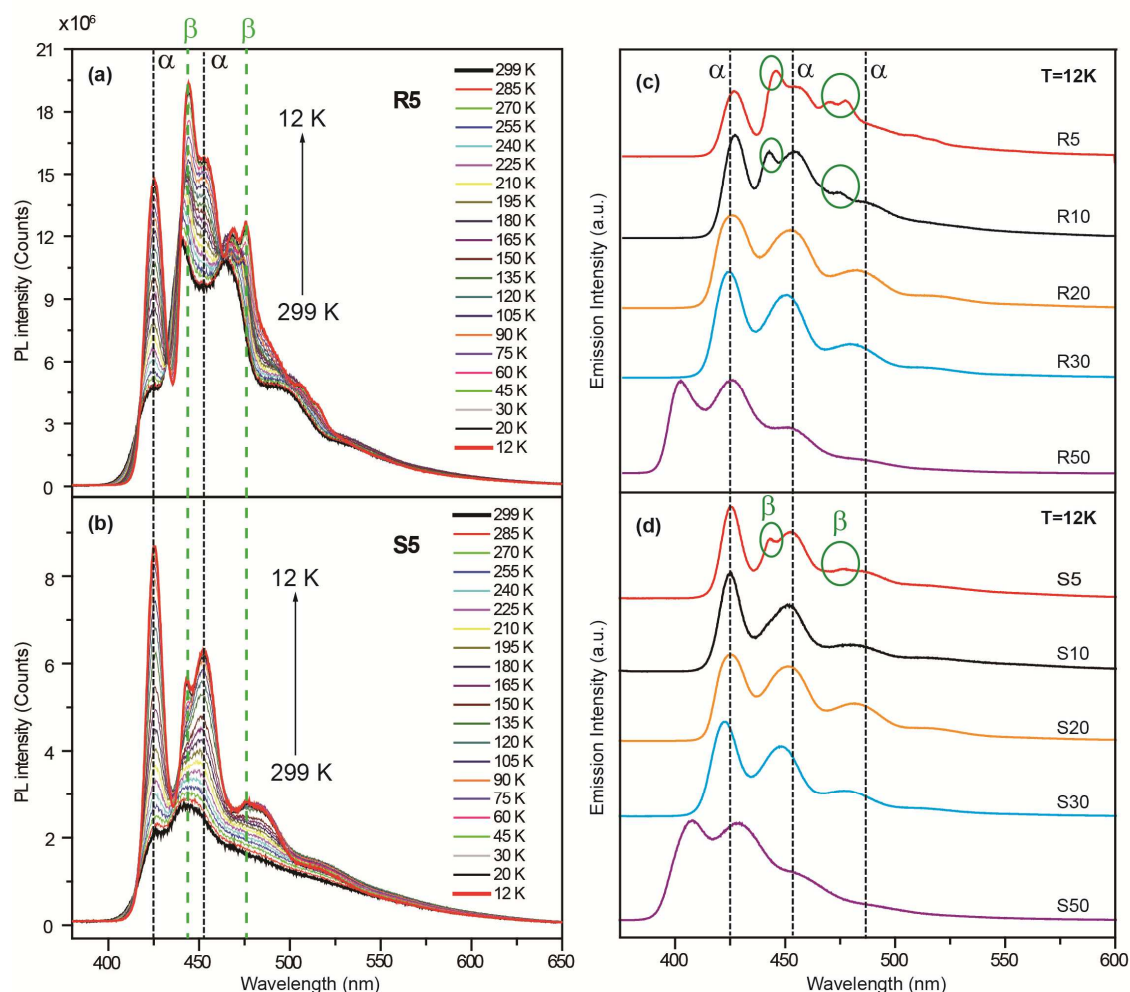 x10⁶
β
β
21
18
15
12
9
6
3
0
(a)
α
α
R5
12 K
299 K
299 K
285 K
270 K
255 K
240 K
225 K
210 K
195 K
180 K
165 K
150 K
135 K
120 K
105 K
90 K
75 K
60 K
45 K
30 K
20 K
12 K
PL intensity (Counts)
(b)
S5
8
6
4
2
0
12 K
299 K
299 K
285 K
270 K
255 K
240 K
225 K
210 K
195 K
180 K
165 K
150 K
135 K
120 K
105 K
90 K
75 K
60 K
45 K
30 K
20 K
12 K
PL intensity (Counts)
400 450 500 550 600 650
Wavelength (nm)
(c)
α
α
α
T=12K
R5
R10
R20
R30
R50
Emission Intensity (a.u.)
(d)
β
β
T=12K
S5
S10
S20
S30
S50
Emission Intensity (a.u.)
400 450 500 550 600
Wavelength (nm)